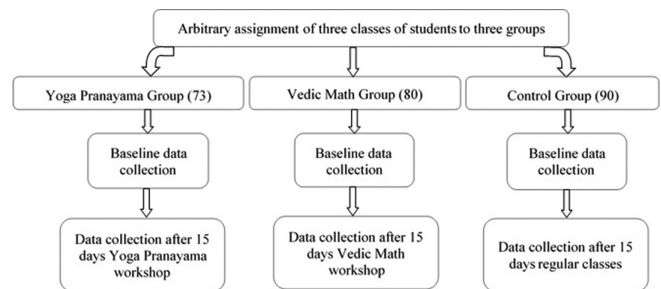 Arbitrary assignment of three classes of students to three groups
Yoga Pranayama Group (73)
Vedic Math Group (80)
Control Group (90)
Baseline data
collection
Baseline data
collection
Baseline data
collection
Data collection after 15
days Yoga Pranayama
workshop
Data collection after 15
days Vedic Math
workshop
Data collection after 15
days regular classes